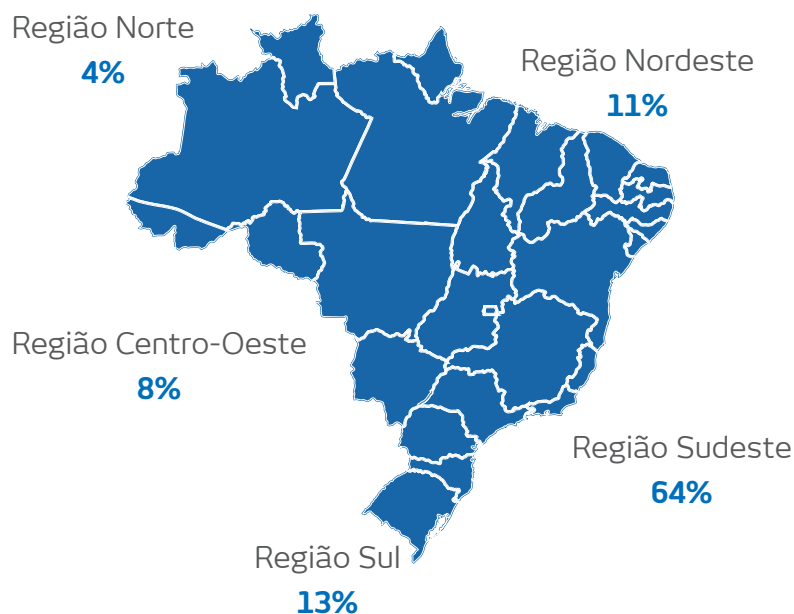 Região Norte
4%
Região Nordeste
11%
Região Centro-Oeste
8%
Região Sudeste
64%
Região Sul
13%